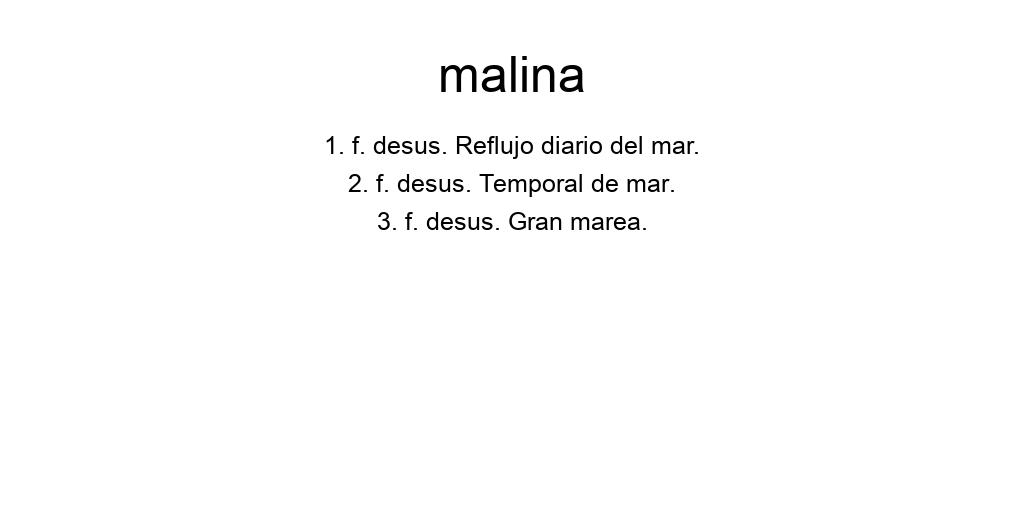 malina
1. f. desus. Reflujo diario del mar.
2. f. desus. Temporal de mar.
3. f. desus. Gran marea.